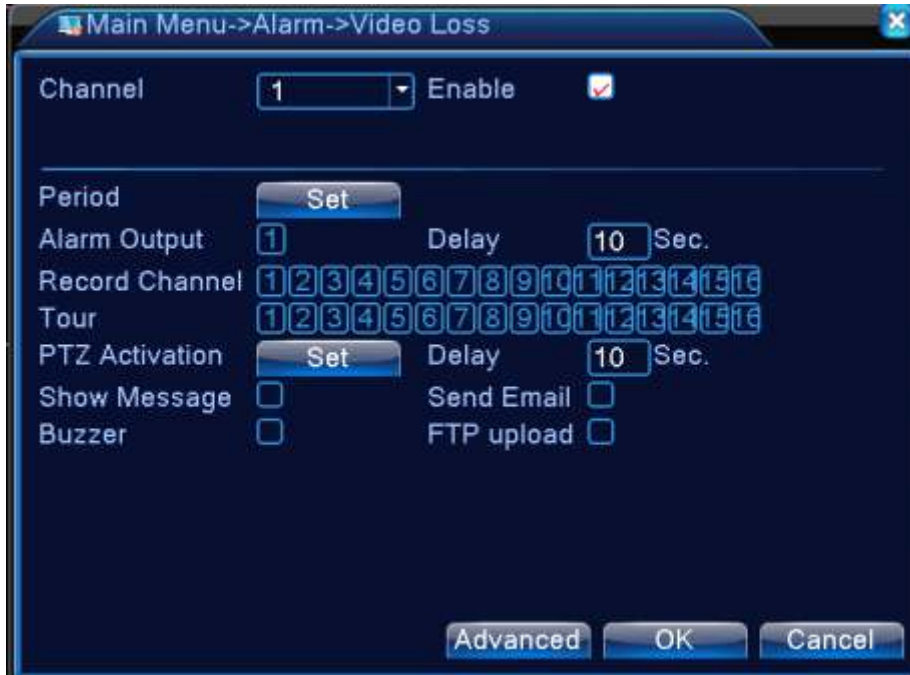 Main Menu->Alarm->Video Loss
Channel 1 Enable
Period Set
Alarm Output 1 Delay 10 Sec.
Record Channel 1 2 3 4 5 6 7 8 9 10 11 12 13 14 15 16
Tour 1 2 3 4 5 6 7 8 9 10 11 12 13 14 15 16
PTZ Activation Set Delay 10 Sec.
Show Message Send Email
Buzzer FTP upload
Advanced OK Cancel